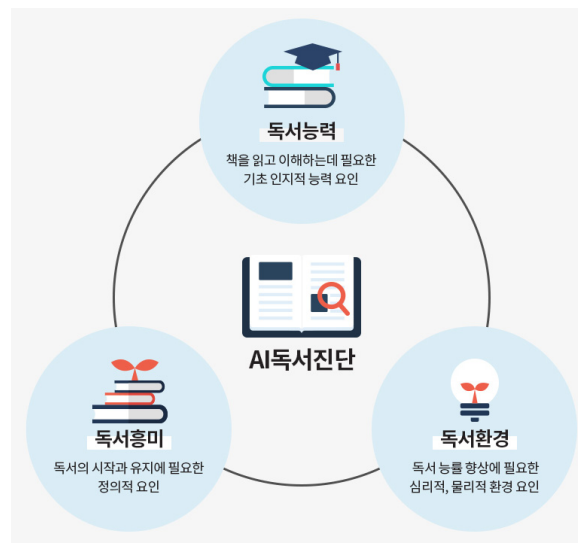 독서능력
책을 읽고 이해하는데 필요한
기초 인지적 능력 요인
AI독서진단
독서흥미
독서의 시작과 유지에 필요한
정의적 요인
독서환경
독서 능률 향상에 필요한
심리적, 물리적 환경 요인